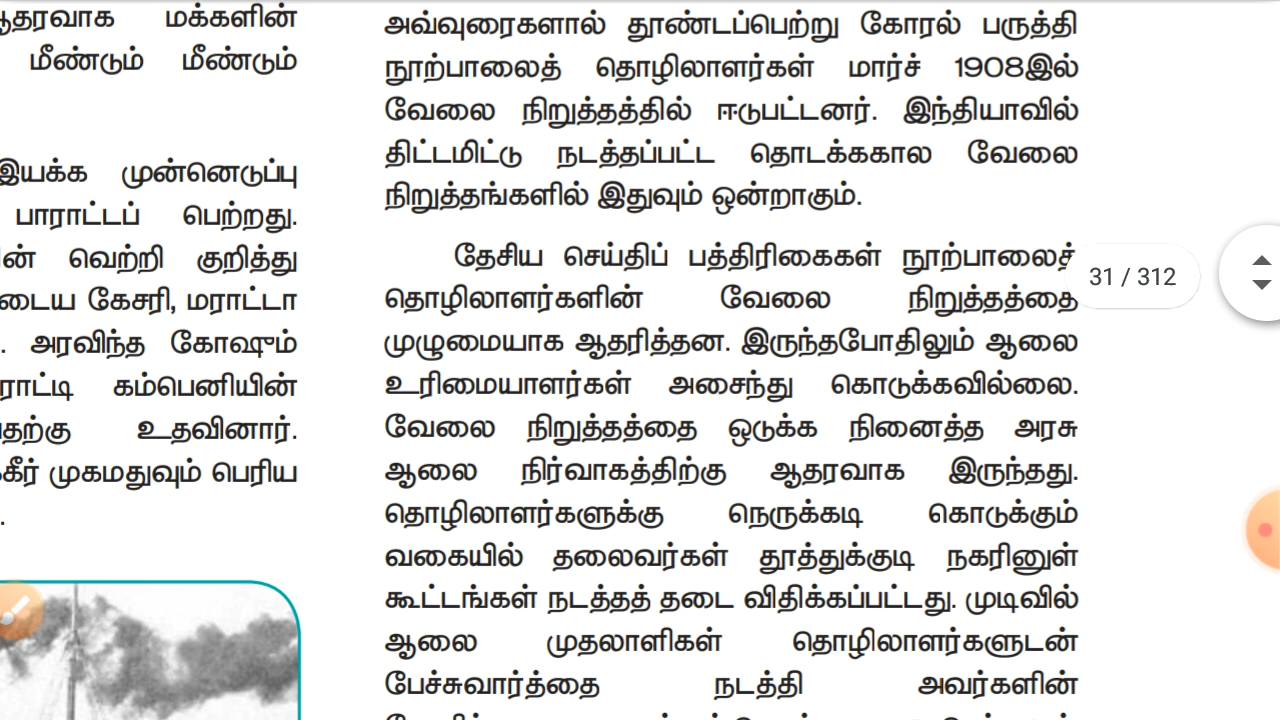 ஆதரவாக மக்களின்
மீண்டும் மீண்டும்
இயக்க முன்னெடுப்பு
பாராட்டப் பெற்றது.
வெற்றி குறித்து
கேசரி, மராட்டா
அரவிந்த கோஷும்
கம்பெனியின்
உதவினார்.
முகமதுவும் பெரிய
அவ்வுரைகளால் தூண்டப்பெற்று கோரல் பருத்தி
நூற்பாலைத் தொழிலாளர்கள் மார்ச் 1908இல்
வேலை நிறுத்தத்தில் ஈடுபட்டனர். இந்தியாவில்
திட்டமிட்டு நடத்தப்பட்ட தொடக்ககால வேலை
நிறுத்தங்களில் இதுவும் ஒன்றாகும்.
தேசிய செய்திப் பத்திரிகைகள் நூற்பாலைத்
தொழிலாளர்களின் வேலை நிறுத்தத்தை
முழுமையாக ஆதரித்தன. இருந்தபோதிலும் ஆலை
உரிமையாளர்கள் அசைந்து கொடுக்கவில்லை.
வேலை நிறுத்தத்தை ஒடுக்க நினைத்த அரசு
ஆலை நிர்வாகத்திற்கு ஆதரவாக இருந்தது.
தொழிலாளர்களுக்கு நெருக்கடி கொடுக்கும்
வகையில் தலைவர்கள் தூத்துக்குடி நகரினுள்
கூட்டங்கள் நடத்தத் தடை விதிக்கப்பட்டது. முடிவில்
ஆலை முதலாளிகள் தொழிலாளர்களுடன்
பேச்சுவார்த்தை நடத்தி அவர்களின்
31 / 312